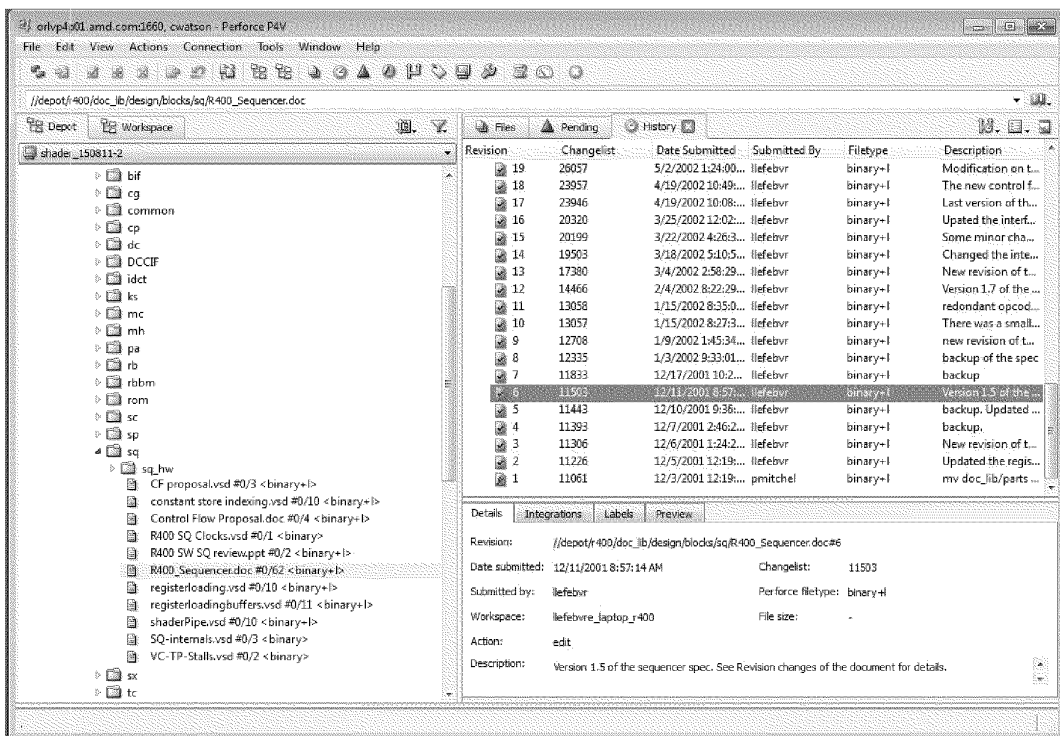 orlvp4p01.amd.com:1660, cwatson - Perforce P4V
File Edit View Actions Connection Tools Window Help
//depot/r400/doc_lib/design/blocks/sq/R400_Sequencer.doc
Depot Workspace
shader_150811-2
bif
cg
common
cp
dc
DCCIF
idct
ks
mc
mh
pa
rb
rbbm
rom
sc
sp
sq
sq_hw
CF proposal.vsd #0/3 <binary+l>
constant store indexing.vsd #0/10 <binary+l>
Control Flow Proposal.doc #0/4 <binary+l>
R400 SQ Clocks.vsd #0/1 <binary>
R400 SW SQ review.ppt #0/2 <binary+l>
R400_Sequencer.doc #0/62 <binary+l>
registerloading.vsd #0/10 <binary+l>
registerloadingbuffers.vsd #0/11 <binary+l>
shaderPipe.vsd #0/10 <binary+l>
SQ-internals.vsd #0/3 <binary>
VC-TP-Stalls.vsd #0/2 <binary>
sx
tc
Files Pending History
Revision Changelist Date Submitted Submitted By Filetype Description
19 26057 5/2/2002 1:24:00... llefebvr binary+l Modification on t...
18 23957 4/19/2002 10:49:... llefebvr binary+l The new control f...
17 23946 4/19/2002 10:08:... llefebvr binary+l Last version of th...
16 20320 3/25/2002 12:02:... llefebvr binary+l Upated the interf...
15 20199 3/22/2002 4:26:3... llefebvr binary+l Some minor cha...
14 19503 3/18/2002 5:10:5... llefebvr binary+l Changed the inte...
13 17380 3/4/2002 2:58:29... llefebvr binary+l New revision of t...
12 14466 2/4/2002 8:22:29... llefebvr binary+l Version 1.7 of the ...
11 13058 1/15/2002 8:35:0... llefebvr binary+l redondant opcod...
10 13057 1/15/2002 8:27:3... llefebvr binary+l There was a small...
9 12708 1/9/2002 1:45:34... llefebvr binary+l new revision of t...
8 12335 1/3/2002 9:33:01... llefebvr binary+l backup of the spec
7 11833 12/17/2001 10:2... llefebvr binary+l backup
6 11503 12/11/2001 8:57:... llefebvr binary+l Version 1.5 of the ...
5 11443 12/10/2001 9:36:... llefebvr binary+l backup. Updated ...
4 11393 12/7/2001 2:46:2... llefebvr binary+l backup.
3 11306 12/6/2001 1:24:2... llefebvr binary+l New revision of t...
2 11226 12/5/2001 12:19:... llefebvr binary+l Updated the regis...
1 11061 12/3/2001 12:19:... pmitchel binary+l mv doc_lib/parts ...
Details Integrations Labels Preview
Revision: //depot/r400/doc_lib/design/blocks/sq/R400_Sequencer.doc#6
Date submitted: 12/11/2001 8:57:14 AM Changelist: 11503
Submitted by: llefebvr Perforce filetype: binary+l
Workspace: llefebvre_laptop_r400 File size: -
Action: edit
Description: Version 1.5 of the sequencer spec. See Revision changes of the document for details.